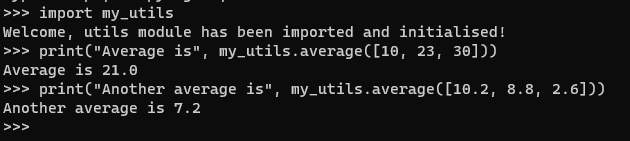 >>> import my_utils
Welcome, utils module has been imported and initialised!
>>> print("Average is", my_utils.average([10, 23, 30]))
Average is 21.0
>>> print("Another average is", my_utils.average([10.2, 8.8, 2.6]))
Another average is 7.2
>>>